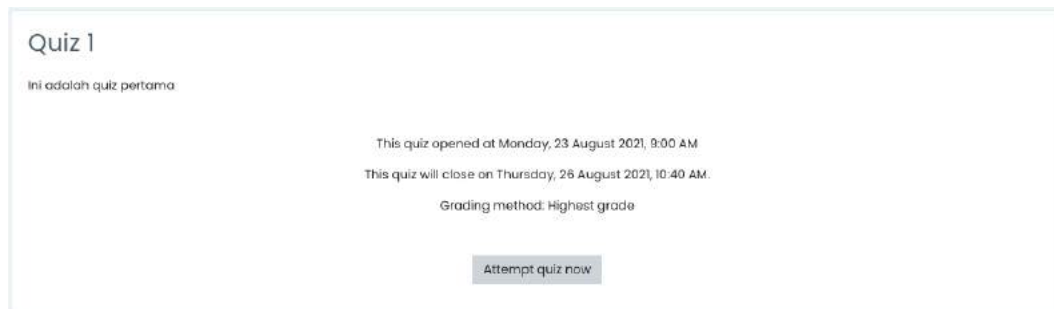 Quiz 1
Ini adalah quiz pertama
This quiz opened at Monday, 23 August 2021, 9:00 AM
This quiz will close on Thursday, 26 August 2021, 10:40 AM.
Grading method: Highest grade
Attempt quiz now